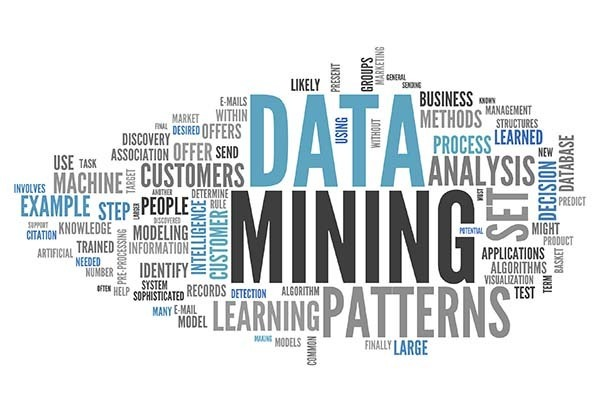 LIKELY
PRESENT
GROUPS
MARKETING
GENERAL
SENDING
E-MAILS
WITHIN
MARKET
FINAL
DESIRED
OFFERS
DATA
USING
WITHOUT
BUSINESS
KNOWN
METHODS
MANAGEMENT
STRUCTURES
DISCOVERY
ASSOCIATION
OFFER
SEND
PROCESS
LEARNED
USE
TASK
MACHINE
TARGET
CUSTOMERS
ANALYSIS
NEW
DECISION
DATABASE
PREDICT
INVOLVES
EXAMPLE
STEP
LARGER
ANOTHER
PEOPLE
DISCOVERED
INTELLIGENCE
DETERMINE
RULE
CUSTOMER
MINING
MUST
SET
POTENTIAL
MIGHT
PRODUCT
SUPPORT
CITATION
KNOWLEDGE
TRAINED
ARTIFICIAL
NEEDED
NUMBER
PRE-PROCESSING
MODELING
INFORMATION
APPLICATIONS
ALGORITHMS
VISUALIZATION
TEST
TERM
BASKET
OFTEN
HELP
IDENTIFY
SYSTEM
SOPHISTICATED
RECORDS
DETECTION
ALGORITHM
MANY
E-MAIL
MODEL
LEARNING
PATTERNS
MAKING
MODELS
COMMON
FINALLY
LARGE